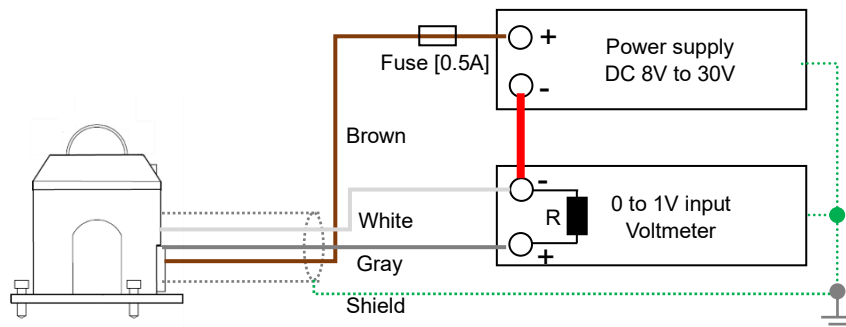 +
Power supply
DC 8V to 30V
Fuse [0.5A]
-
Brown
-
0 to 1V input
Voltmeter
R
White
+
Gray
Shield